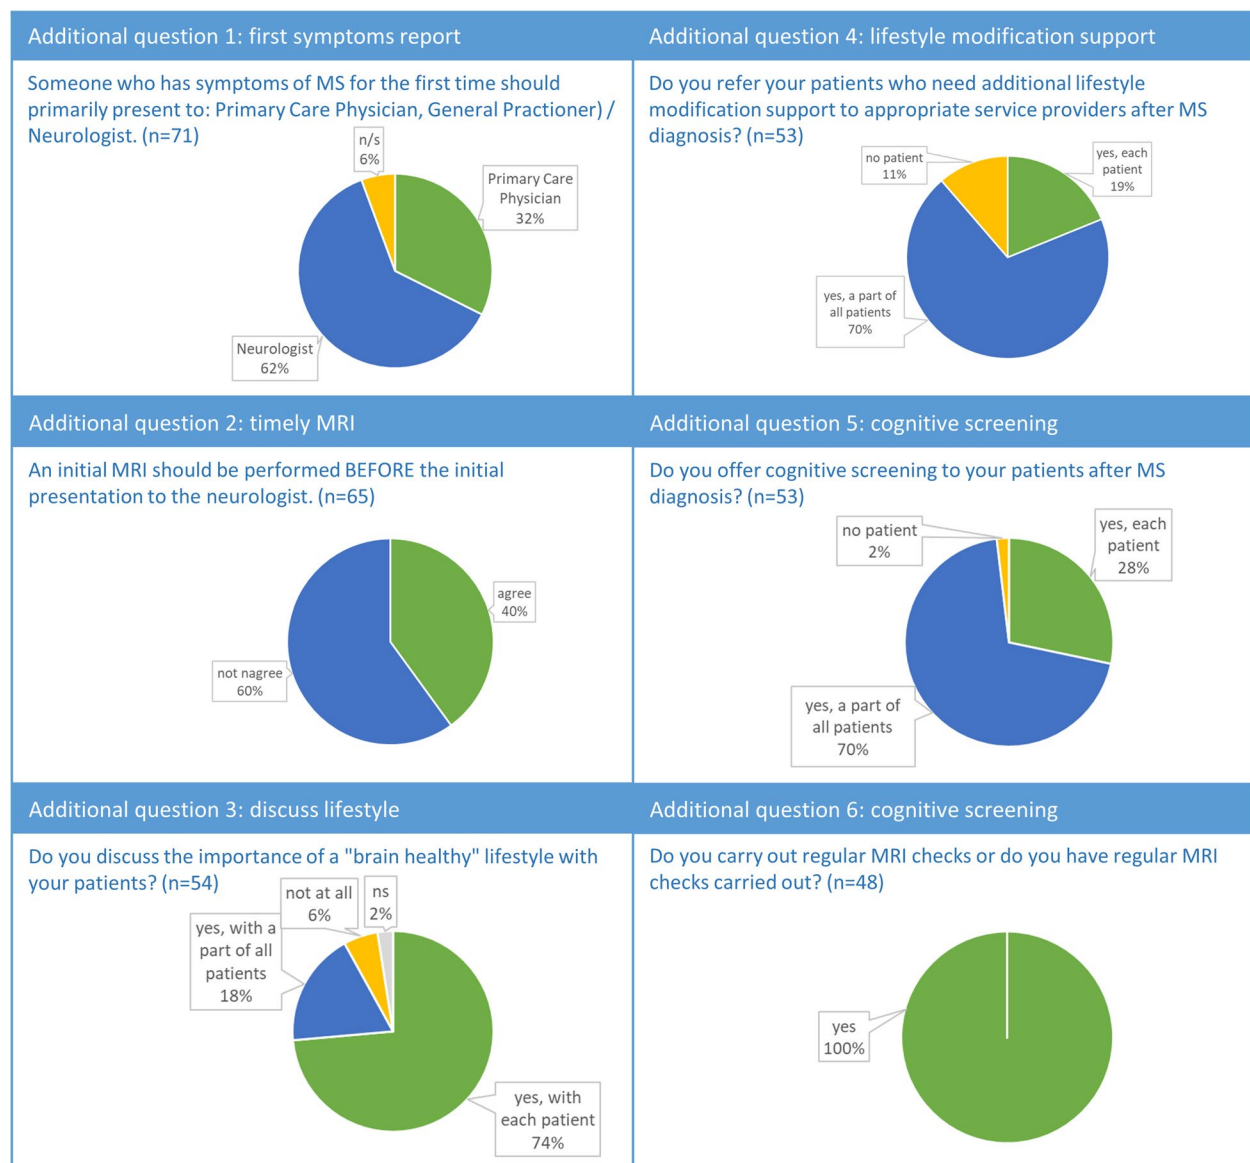 Additional question 1: first symptoms report
Someone who has symptoms of MS for the first time should
primarily present to: Primary Care Physician, General Practioner) /
Neurologist. (n=71)
n/s
6%
Primary Care
Physician
32%
Neurologist
62%
Additional question 4: lifestyle modification support
Do you refer your patients who need additional lifestyle
modification support to appropriate service providers after MS
diagnosis? (n=53)
no patient
11%
yes, each
patient
19%
yes, a part of
all patients
70%
Additional question 2: timely MRI
An initial MRI should be performed BEFORE the initial
presentation to the neurologist. (n=65)
agree
40%
not nagree
60%
Additional question 5: cognitive screening
Do you offer cognitive screening to your patients after MS
diagnosis? (n=53)
no patient
2%
yes, each
patient
28%
yes, a part of
all patients
70%
Additional question 3: discuss lifestyle
Do you discuss the importance of a "brain healthy" lifestyle with
your patients? (n=54)
not at all
6%
ns
2%
yes, with a
part of all
patients
18%
yes, with
each patient
74%
Additional question 6: cognitive screening
Do you carry out regular MRI checks or do you have regular MRI
checks carried out? (n=48)
yes
100%